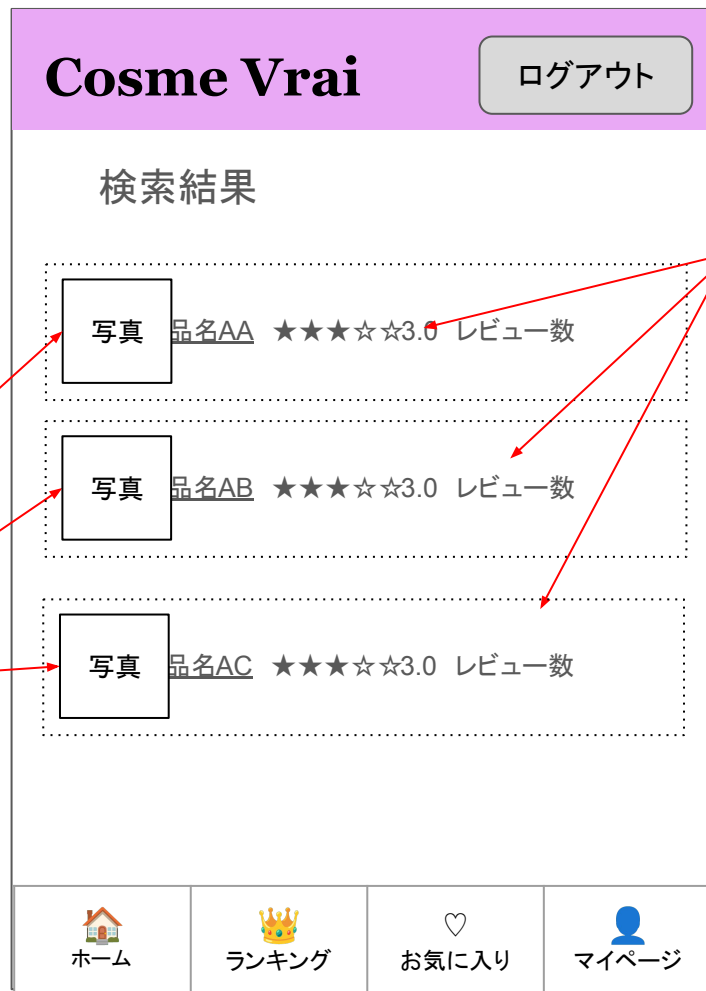 Cosme Vrai
ログアウト
検索結果
写真 品名AA ★★★☆☆3.0 レビュー数
写真 品名AB ★★★☆☆3.0 レビュー数
写真 品名AC ★★★☆☆3.0 レビュー数
ホーム ランキング ♡ お気に入り マイページ